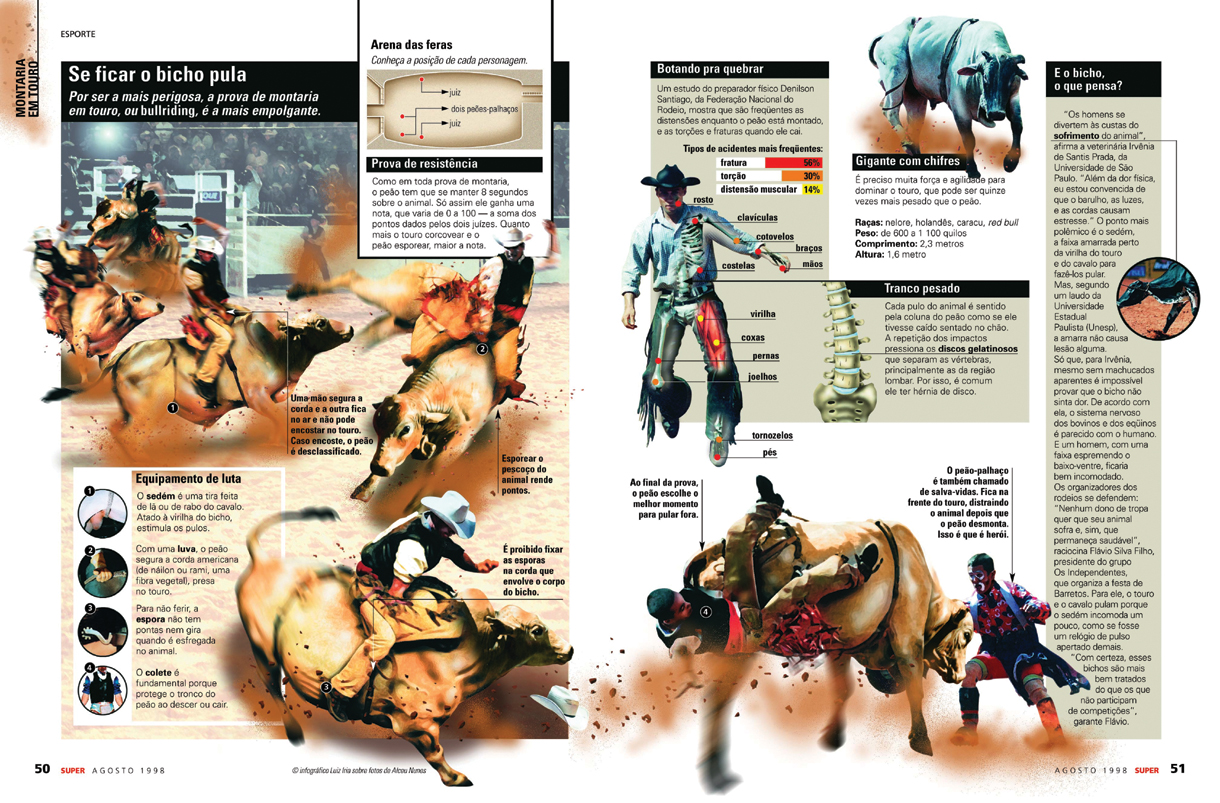 ESPORTE
MONTARIA
EM TOURO
Se ficar o bicho pula
Por ser a mais perigosa, a prova de montaria
em touro, ou bullriding, é a mais empolgante.
Arena das feras
Conheça a posição de cada personagem.
juiz
dois peões-palhaços
juiz
Prova de resistência
Como em toda prova de montaria,
o peão tem que se manter 8 segundos
sobre o animal. Só assim ele ganha uma
nota, que varia de 0 a 100 — a soma dos
pontos dados pelos dois juízes. Quanto
mais o touro corcovear e o
peão esporear, maior a nota.
1
2
Uma mão segura a
corda e a outra fica
no ar e não pode
encostar no touro.
Caso encoste, o peão
é desclassificado.
Esporear o
pescoço do
animal rende
pontos.
Equipamento de luta
1
O sedém é uma tira feita
de lã ou de rabo do cavalo.
Atado à virilha do bicho,
estimula os pulos.
2
Com uma luva, o peão
segura a corda americana
(de náilon ou rami, uma
fibra vegetal), presa
no touro.
3
Para não ferir, a
espora não tem
pontas nem gira
quando é esfregada
no animal.
4
O colete é
fundamental porque
protege o tronco do
peão ao descer ou cair.
É proibido fixar
as esporas
na corda que
envolve o corpo
do bicho.
3
50 SUPER AGOSTO 1998
© infográfico Luiz Iria sobre fotos de Alceu Nunes
Botando pra quebrar
Um estudo do preparador físico Denilson
Santiago, da Federação Nacional do
Rodeio, mostra que são freqüentes as
distensões enquanto o peão está montado,
e as torções e fraturas quando ele cai.
Tipos de acidentes mais freqüentes:
fratura 56%
torção 30%
distensão muscular 14%
rosto
clavículas
cotovelos
braços
mãos
costelas
virilha
coxas
pernas
joelhos
tornozelos
pés
Gigante com chifres
É preciso muita força e agilidade para
dominar o touro, que pode ser quinze
vezes mais pesado que o peão.
Raças: nelore, holandês, caracu, red bull
Peso: de 600 a 1 100 quilos
Comprimento: 2,3 metros
Altura: 1,6 metro
Tranco pesado
Cada pulo do animal é sentido
pela coluna do peão como se ele
tivesse caído sentado no chão.
A repetição dos impactos
pressiona os discos gelatinosos
que separam as vértebras,
principalmente as da região
lombar. Por isso, é comum
ele ter hérnia de disco.
Ao final da prova,
o peão escolhe o
melhor momento
para pular fora.
O peão-palhaço
é também chamado
de salva-vidas. Fica na
frente do touro, distraindo
o animal depois que
o peão desmonta.
Isso é que é herói.
4
E o bicho,
o que pensa?
"Os homens se
divertem às custas do
sofrimento do animal",
afirma a veterinária Irvênia
de Santis Prada, da
Universidade de São
Paulo. "Além da dor física,
eu estou convencida de
que o barulho, as luzes,
e as cordas causam
estresse." O ponto mais
polêmico é o sedém,
a faixa amarrada perto
da virilha do touro
e do cavalo para
fazê-los pular.
Mas, segundo
um laudo da
Universidade
Estadual
Paulista (Unesp),
a amarra não causa
lesão alguma.
Só que, para Irvênia,
mesmo sem machucados
aparentes é impossível
provar que o bicho não
sinta dor. De acordo com
ela, o sistema nervoso
dos bovinos e dos eqüinos
é parecido com o humano.
E um homem, com uma
faixa espremendo o
baixo-ventre, ficaria
bem incomodado.
Os organizadores dos
rodeios se defendem:
"Nenhum dono de tropa
quer que seu animal
sofra e, sim, que
permaneça saudável",
raciocina Flávio Silva Filho,
presidente do grupo
Os Independentes,
que organiza a festa de
Barretos. Para ele, o touro
e o cavalo pulam porque
o sedém incomoda um
pouco, como se fosse
um relógio de pulso
apertado demais.
"Com certeza, esses
bichos são mais
bem tratados
do que os que
não participam
de competições",
garante Flávio.
AGOSTO 1998 SUPER 51